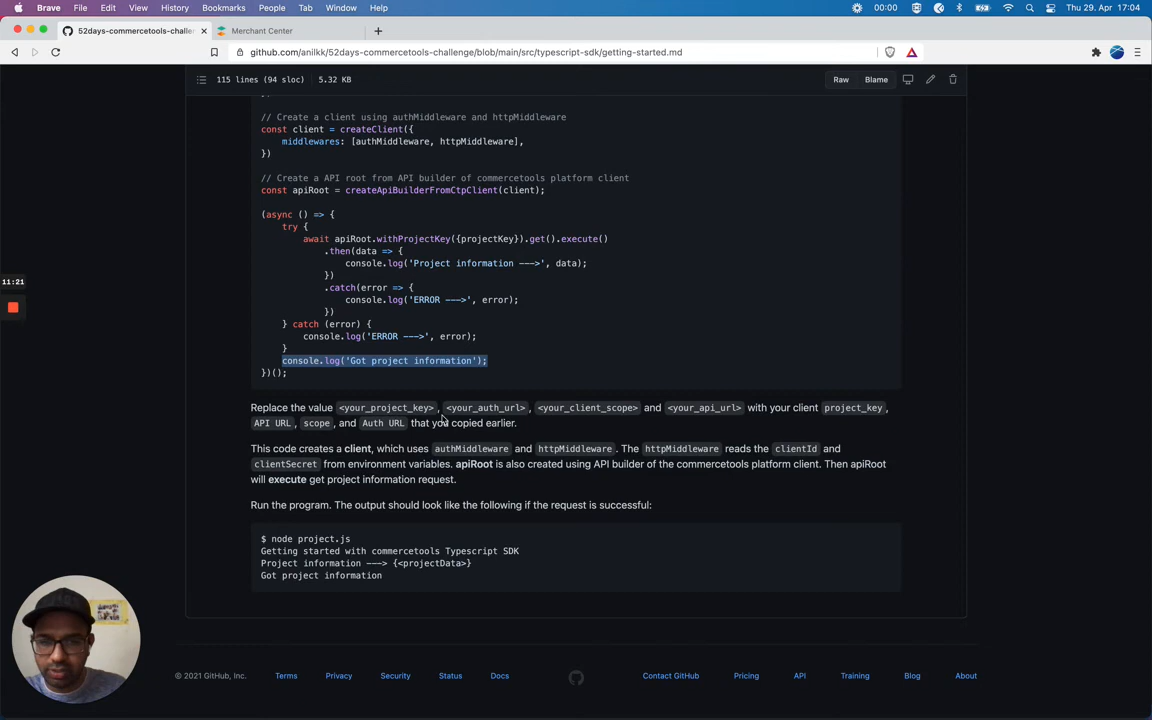 Brave File Edit View History Bookmarks People Tab Window Help 00:00 Thu 29. Apr 17:04
52days-commercetools-challen Merchant Center
github.com/anilkk/52days-commercetools-challenge/blob/main/src/typescript-sdk/getting-started.md
115 lines (94 sloc) 5.32 KB Raw Blame
// Create a client using authMiddleware and httpMiddleware
const client = createClient({
middlewares: [authMiddleware, httpMiddleware],
})
// Create a API root from API builder of commercetools platform client
const apiRoot = createApiBuilderFromCtpClient(client);
(async () => {
try {
await apiRoot.withProjectKey({projectKey}).get().execute()
.then(data => {
console.log('Project information --->', data);
})
.catch(error => {
console.log('ERROR --->', error);
})
} catch (error) {
console.log('ERROR --->', error);
}
console.log('Got project information');
})();
Replace the value <your_project_key>, <your_auth_url>, <your_client_scope> and <your_api_url> with your client project_key,
API URL, scope, and Auth URL that you copied earlier.
This code creates a client, which uses authMiddleware and httpMiddleware. The httpMiddleware reads the clientId and
clientSecret from environment variables. apiRoot is also created using API builder of the commercetools platform client. Then apiRoot
will execute get project information request.
Run the program. The output should look like the following if the request is successful:
$ node project.js
Getting started with commercetools Typescript SDK
Project information ---> {<projectData>}
Got project information
11:21
© 2021 GitHub, Inc. Terms Privacy Security Status Docs Contact GitHub Pricing API Training Blog About